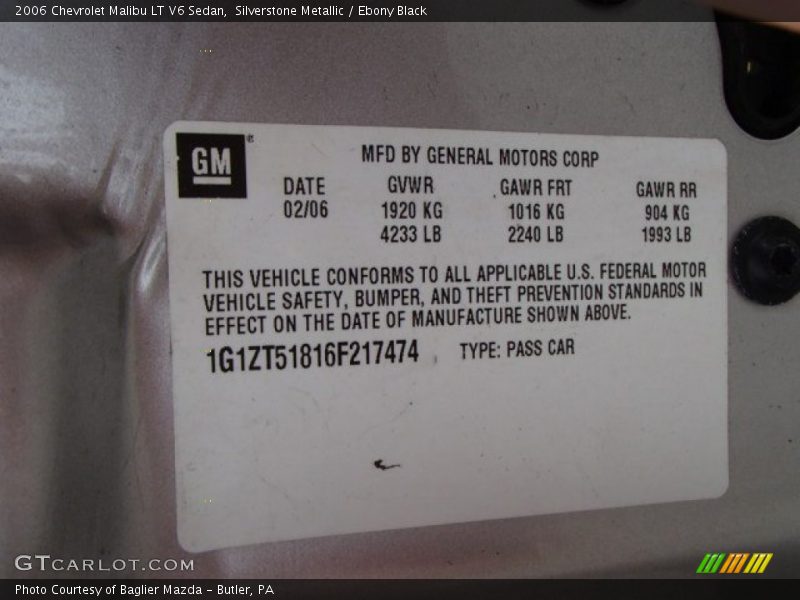 2006 Chevrolet Malibu LT V6 Sedan,  Silverstone Metallic / Ebony Black
GM®
MFD BY GENERAL MOTORS CORP
DATE GVWR GAWR FRT GAWR RR
02/06 1920 KG 1016 KG 904 KG
4233 LB 2240 LB 1993 LB
THIS VEHICLE CONFORMS TO ALL APPLICABLE U.S. FEDERAL MOTOR
VEHICLE SAFETY, BUMPER, AND THEFT PREVENTION STANDARDS IN
EFFECT ON THE DATE OF MANUFACTURE SHOWN ABOVE.
1G1ZT51816F217474 TYPE: PASS CAR
GTCARLOT.COM
Photo Courtesy of Baglier Mazda - Butler, PA